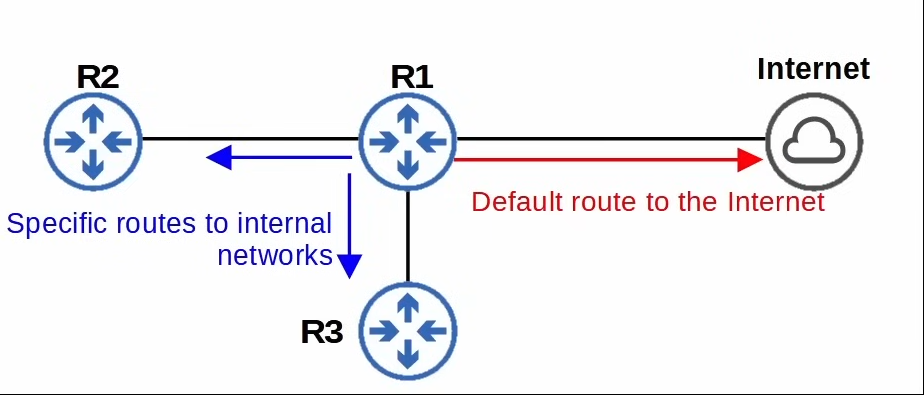 R2
R1
Internet
Default route to the Internet
Specific routes to internal
networks
R3